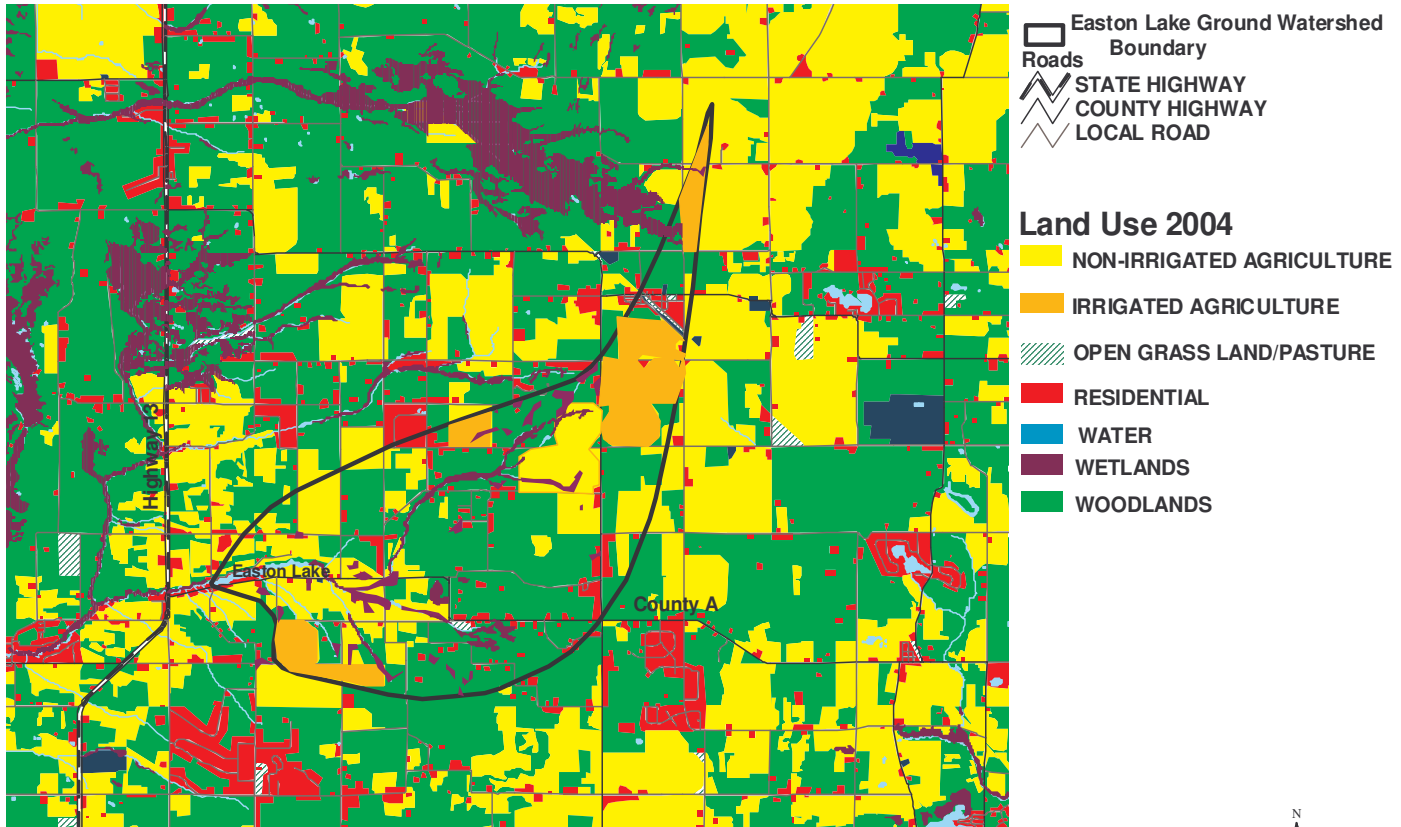 Easton Lake Ground Watershed
Boundary
Roads
STATE HIGHWAY
COUNTY HIGHWAY
LOCAL ROAD
Land Use 2004
NON-IRRIGATED AGRICULTURE
IRRIGATED AGRICULTURE
OPEN GRASS LAND/PASTURE
RESIDENTIAL
WATER
WETLANDS
WOODLANDS
Highway 13
Easton Lake
County A
N